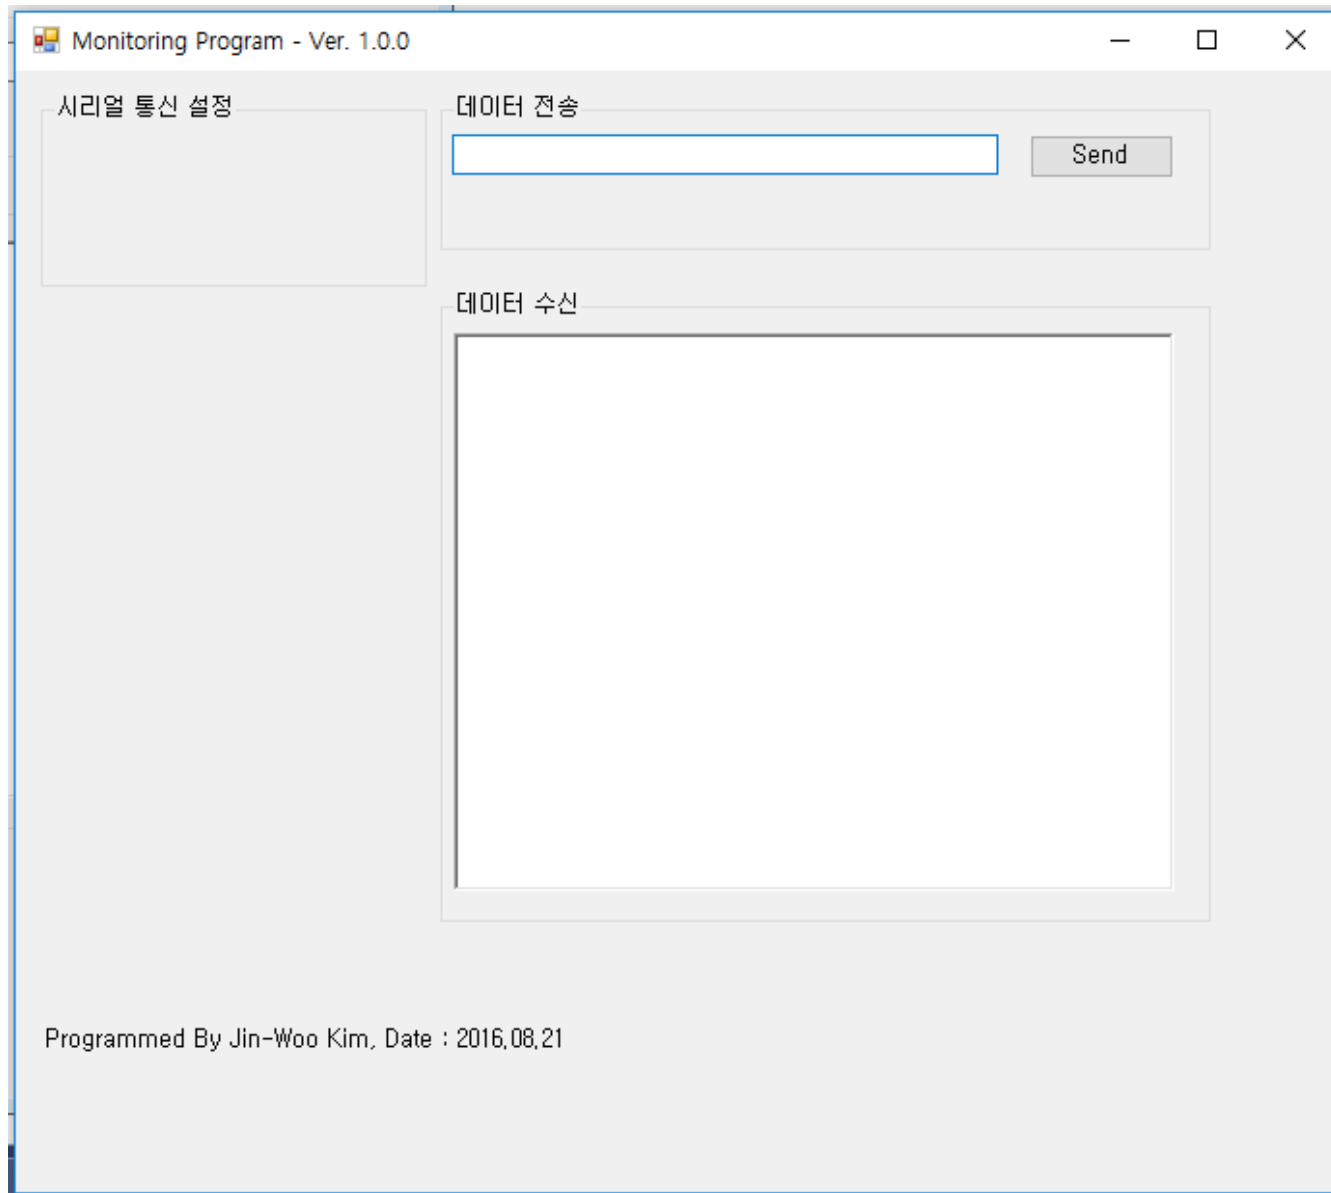 Monitoring Program - Ver. 1.0.0
시리얼 통신 설정
데이터 전송
Send
데이터 수신
Programmed By Jin-Woo Kim, Date : 2016.08.21